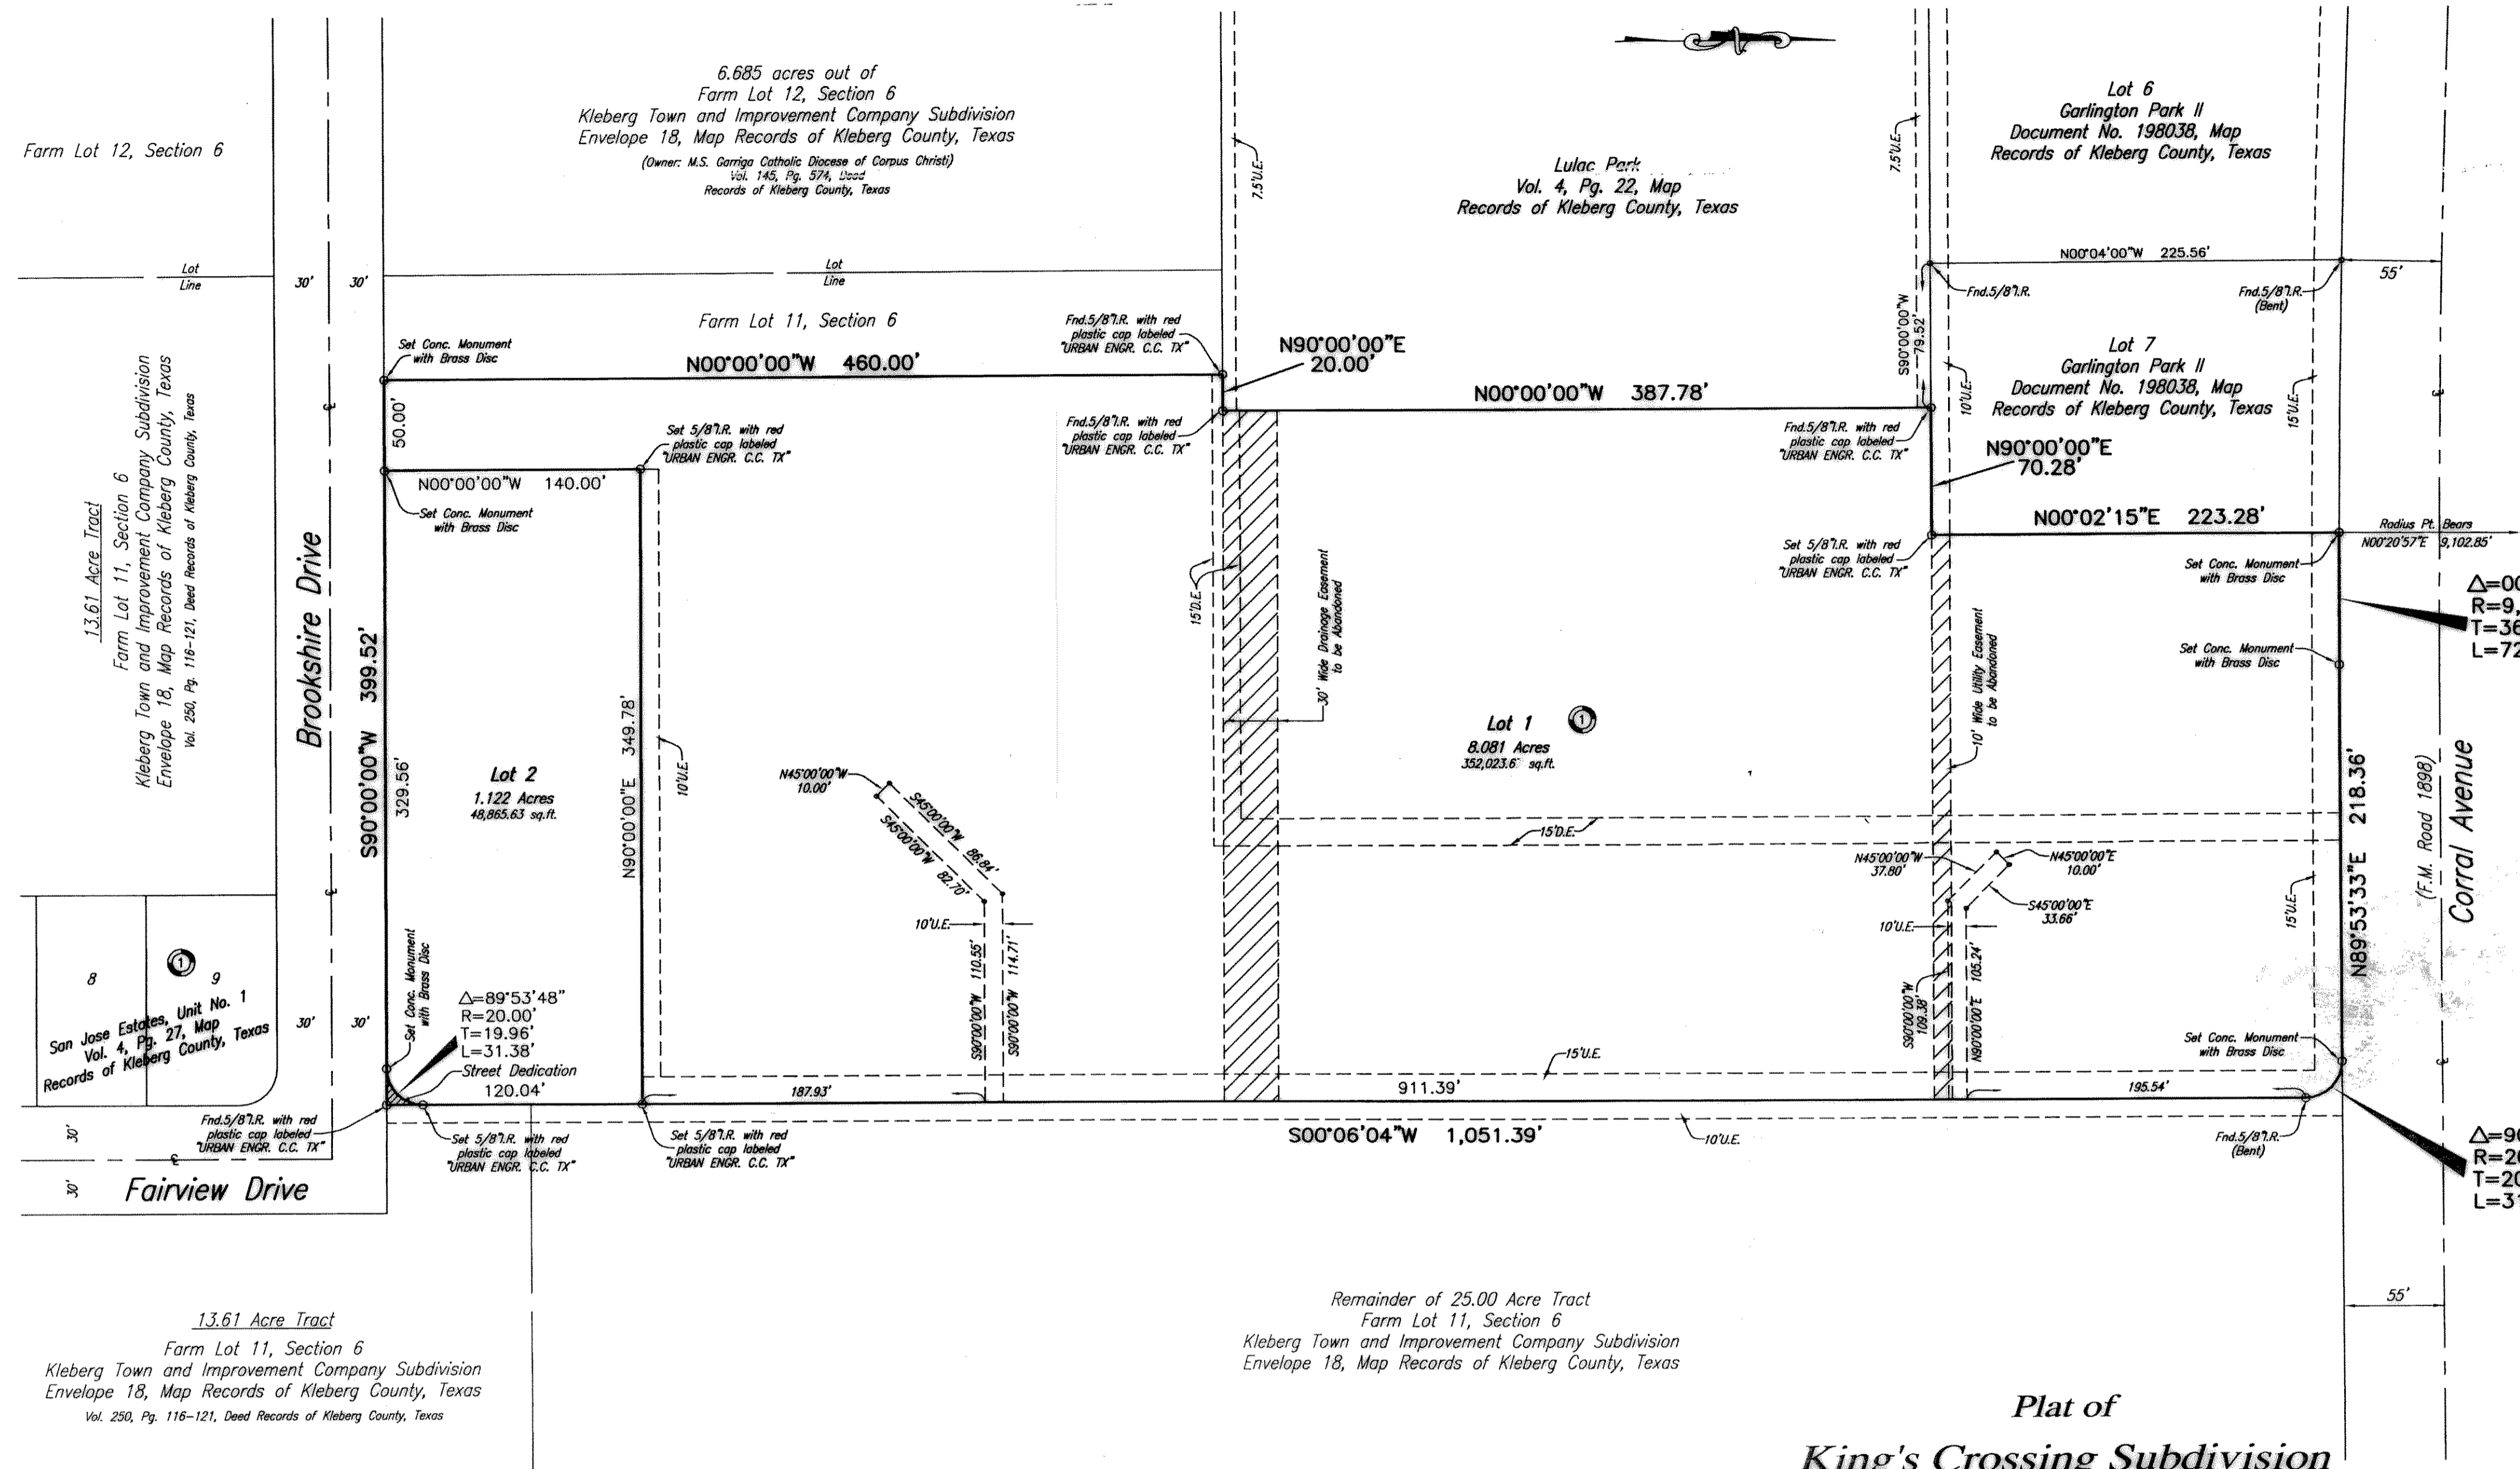 6.685 acres out of
Farm Lot 12, Section 6
Kleberg Town and Improvement Company Subdivision
Envelope 18, Map Records of Kleberg County, Texas
(Owner: M.S. Garriga Catholic Diocese of Corpus Christi)
Vol. 145, Pg. 574, Deed
Records of Kleberg County, Texas
Farm Lot 12, Section 6
Lot
Line
30'
30'
Lot
Line
Farm Lot 11, Section 6
7.5'U.E.
Lulac Park
Vol. 4, Pg. 22, Map
Records of Kleberg County, Texas
7.5'U.E.
Lot 6
Garlington Park II
Document No. 198038, Map
Records of Kleberg County, Texas
N00°04'00"W 225.56'
55'
Fnd.5/8"I.R.
Fnd.5/8"I.R.
(Bent)
S90°00'00"W
79.52'
10'U.E.
Lot 7
Garlington Park II
Document No. 198038, Map
Records of Kleberg County, Texas
15'U.E.
Set Conc. Monument
with Brass Disc
N00°00'00"W 460.00'
Fnd.5/8"I.R. with red
plastic cap labeled
"URBAN ENGR. C.C. TX"
N90°00'00"E
20.00'
N00°00'00"W 387.78'
Fnd.5/8"I.R. with red
plastic cap labeled
"URBAN ENGR. C.C. TX"
Fnd.5/8"I.R. with red
plastic cap labeled
"URBAN ENGR. C.C. TX"
N90°00'00"E
70.28'
50.00'
Set 5/8"I.R. with red
plastic cap labeled
"URBAN ENGR. C.C. TX"
N00°00'00"W 140.00'
Set Conc. Monument
with Brass Disc
N00°02'15"E 223.28'
Radius Pt. Bears
N00°20'57"E 9,102.85'
Set 5/8"I.R. with red
plastic cap labeled
"URBAN ENGR. C.C. TX"
Set Conc. Monument
with Brass Disc
Δ=00
R=9,
T=36
L=72
Set Conc. Monument
with Brass Disc
13.61 Acre Tract
Farm Lot 11, Section 6
Kleberg Town and Improvement Company Subdivision
Envelope 18, Map Records of Kleberg County, Texas
Vol. 250, Pg. 116-121, Deed Records of Kleberg County, Texas
Brookshire Drive
S90°00'00"W 399.52'
329.56'
Lot 2
1.122 Acres
48,865.63 sq.ft.
N90°00'00"E 349.78'
10'U.E.
15'D.E.
30' Wide Drainage Easement
to be Abandoned
Lot 1
1
8.081 Acres
352,023.6 sq.ft.
10' Wide Utility Easement
to be Abandoned
N45°00'00"W
10.00'
S45°00'00"W 86.84'
S45°00'00"W 82.70'
10'U.E.
S90°00'00"W 110.55'
S90°00'00"W 114.71'
15'D.E.
N45°00'00"W
37.80'
N45°00'00"E
10.00'
S45°00'00"E
33.66'
10'U.E.
S90°00'00"W
109.38'
N90°00'00"E 105.24'
15'U.E.
N89°53'33"E 218.36'
(F.M. Road 1898)
Corral Avenue
8
1
9
San Jose Estates, Unit No. 1
Vol. 4, Pg. 27, Map
Records of Kleberg County, Texas
30'
30'
Set Conc. Monument
with Brass Disc
Δ=89°53'48"
R=20.00'
T=19.96'
L=31.38'
Street Dedication
120.04'
187.93'
15'U.E.
911.39'
195.54'
Set Conc. Monument
with Brass Disc
Fnd.5/8"I.R. with red
plastic cap labeled
"URBAN ENGR. C.C. TX"
Set 5/8"I.R. with red
plastic cap labeled
"URBAN ENGR. C.C. TX"
Set 5/8"I.R. with red
plastic cap labeled
"URBAN ENGR. C.C. TX"
S00°06'04"W 1,051.39'
10'U.E.
Fnd.5/8"I.R.
(Bent)
Δ=90
R=20
T=20
L=31
30'
30'
Fairview Drive
13.61 Acre Tract
Farm Lot 11, Section 6
Kleberg Town and Improvement Company Subdivision
Envelope 18, Map Records of Kleberg County, Texas
Vol. 250, Pg. 116-121, Deed Records of Kleberg County, Texas
Remainder of 25.00 Acre Tract
Farm Lot 11, Section 6
Kleberg Town and Improvement Company Subdivision
Envelope 18, Map Records of Kleberg County, Texas
55'
Plat of
King's Crossing Subdivision